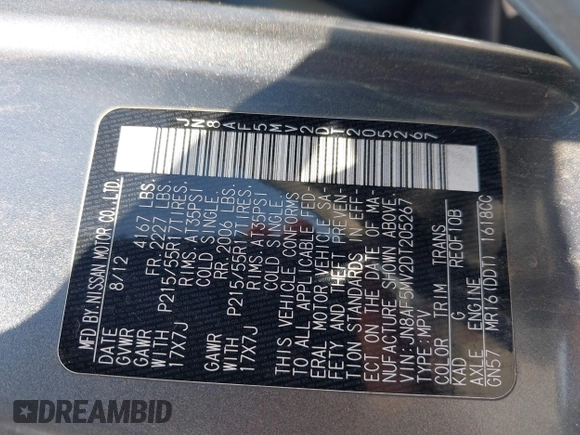 JN8AF5MV2DT205267
MFD BY, NISSAN MOTOR CO., LTD.
8/12
GVWR 4167 LBS.
GAWR FR. 2227 LBS.
WITH P215/55R17TIRES.
17X7J RIMS. AT35PSI
COLD SINGLE.
GAWR RR. 2006 LBS.
WITH P215/55R17TIRES.
17X7J RIMS. AT35PSI
COLD SINGLE.
THIS VEHICLE CONFORMS
TO ALL APPLICABLE FED-
ERAL MOTOR VEHICLE SA-
FETY AND THEFT PREVEN-
TION STANDARDS IN EFF-
ECT ON THE DATE OF MA-
NUFACTURE SHOWN ABOVE.
VIN: JN8AF5MV2DT205267
TYPE: MPV
COLOR TRIM TRANS
KAD G RE0F10B
AXLE ENGINE
GN57 MR16(DDT) 1618CC
DREAMBID